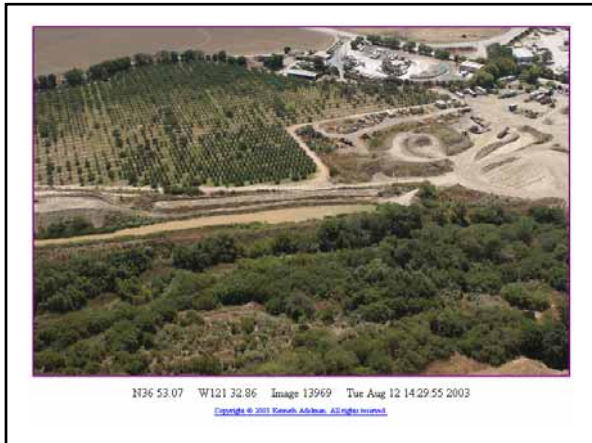 N36 53.07 W121 32.86 Image 13969 Tue Aug 12 14:29:55 2003
Copyright © 2003 Kenneth Adelman. All rights reserved.